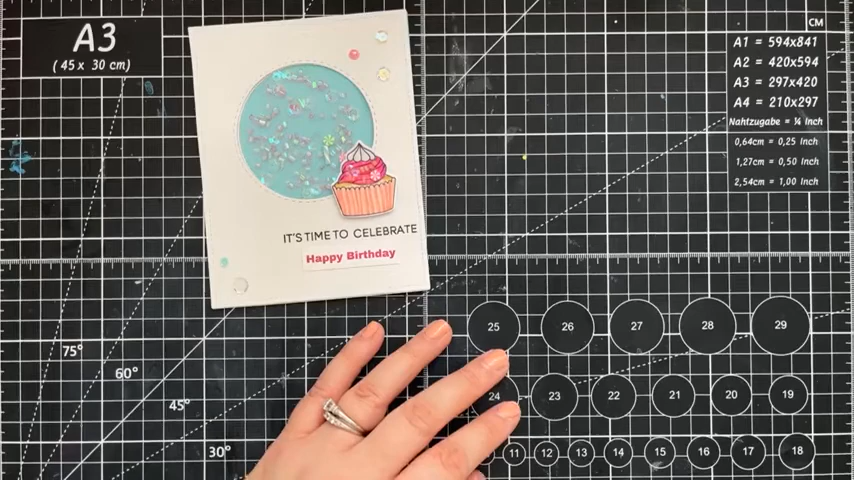 A3
( 45 x 30 cm)
CM
A1 = 594x841
A2 = 420x594
A3 = 297x420
A4 = 210x297
Nahtzugabe = ¼ Inch
0,64cm = 0,25 Inch
1,27cm = 0,50 Inch
2,54cm = 1,00 Inch
IT'S TIME TO CELEBRATE
Happy Birthday
25 26 27 28 29
24 23 22 21 20 19
11 12 13 14 15 16 17 18
75°
60°
45°
30°